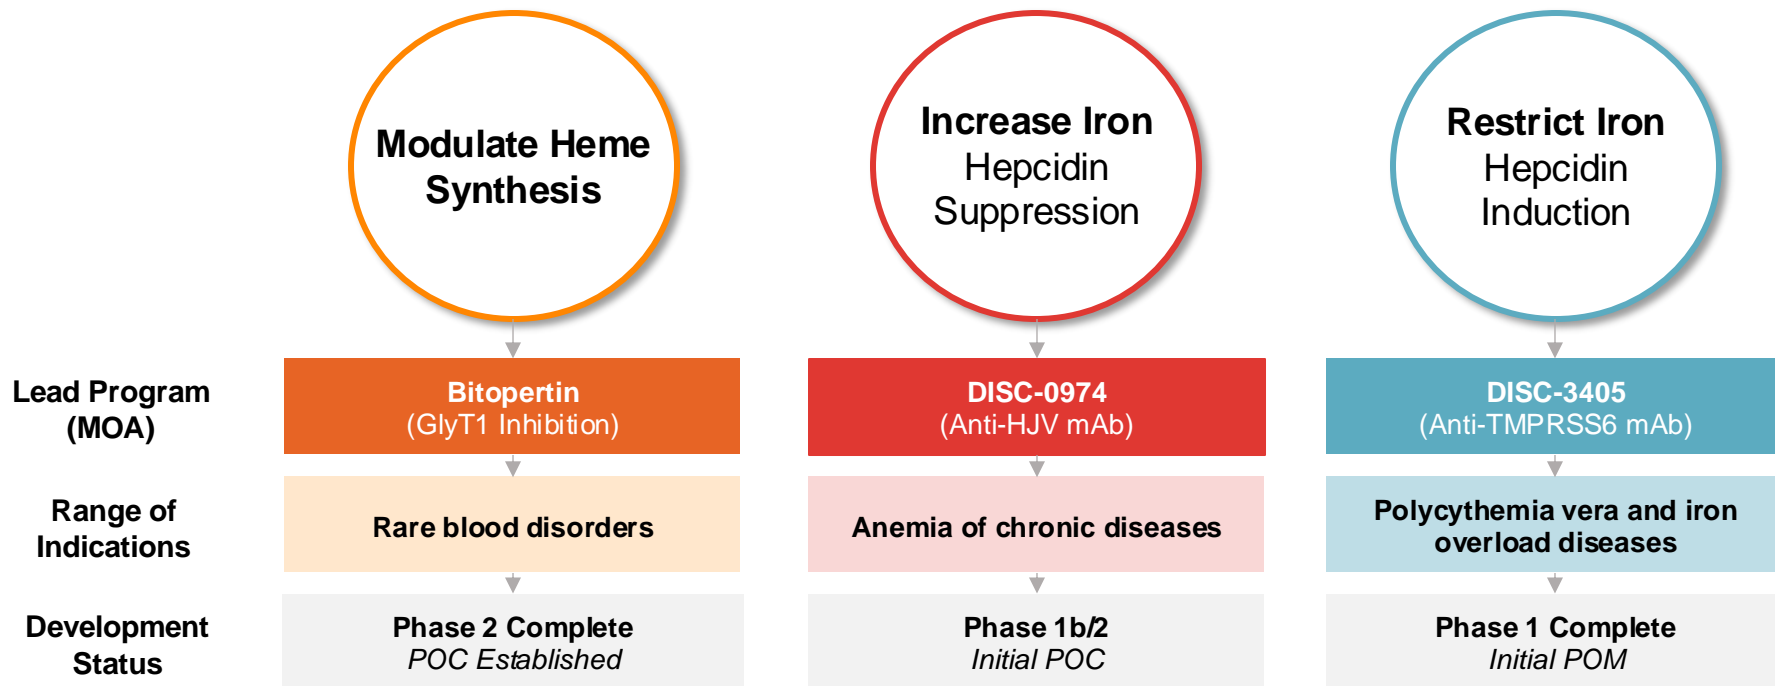 Modulate Heme
Synthesis
Increase Iron
Hepcidin
Suppression
Restrict Iron
Hepcidin
Induction
Lead Program
(MOA)
Bitopertin
(GlyT1 Inhibition)
DISC-0974
(Anti-HJV mAb)
DISC-3405
(Anti-TMPRSS6 mAb)
Range of
Indications
Rare blood disorders
Anemia of chronic diseases
Polycythemia vera and iron
overload diseases
Development
Status
Phase 2 Complete
POC Established
Phase 1b/2
Initial POC
Phase 1 Complete
Initial POM